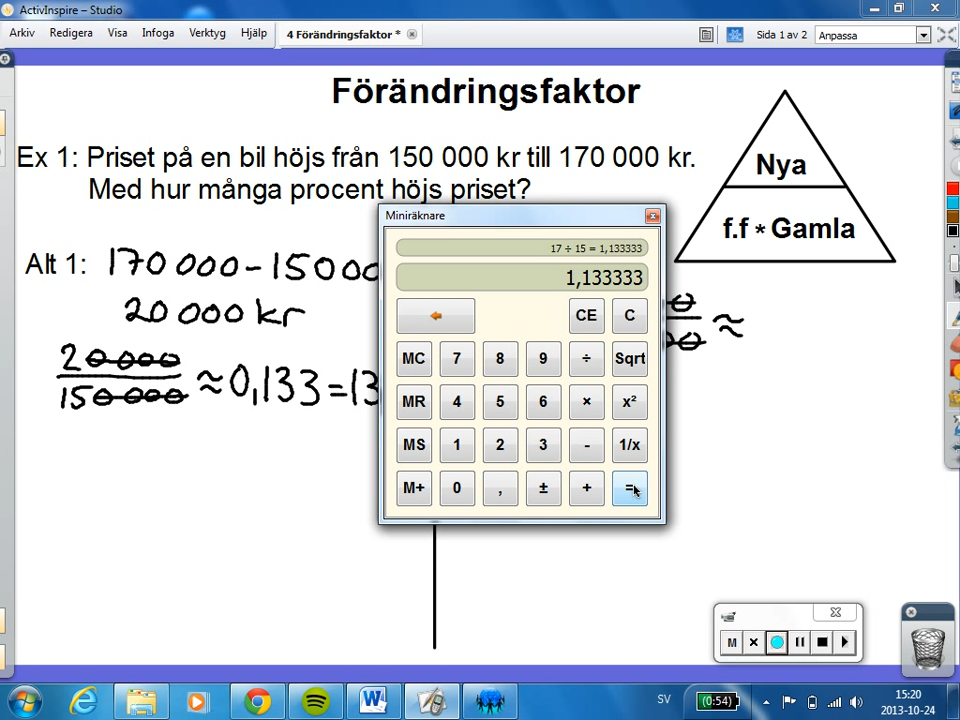 ActivInspire – Studio
Arkiv Redigera Visa Infoga Verktyg Hjälp 4 Förändringsfaktor * Sida 1 av 2 Anpassa
Förändringsfaktor
Ex 1: Priset på en bil höjs från 150 000 kr till 170 000 kr.
Med hur många procent höjs priset?
Nya
f.f * Gamla
Alt 1: 170 000 - 15000
20 000 kr
20 000
150 000
≈ 0,133 = 13
≈
Miniräknare
17 ÷ 15 = 1,133333
1,133333
CE C
MC 7 8 9 ÷ Sqrt
MR 4 5 6 × x²
MS 1 2 3 - 1/x
M+ 0 , ± + =
M
SV (0:54) 15:20
2013-10-24